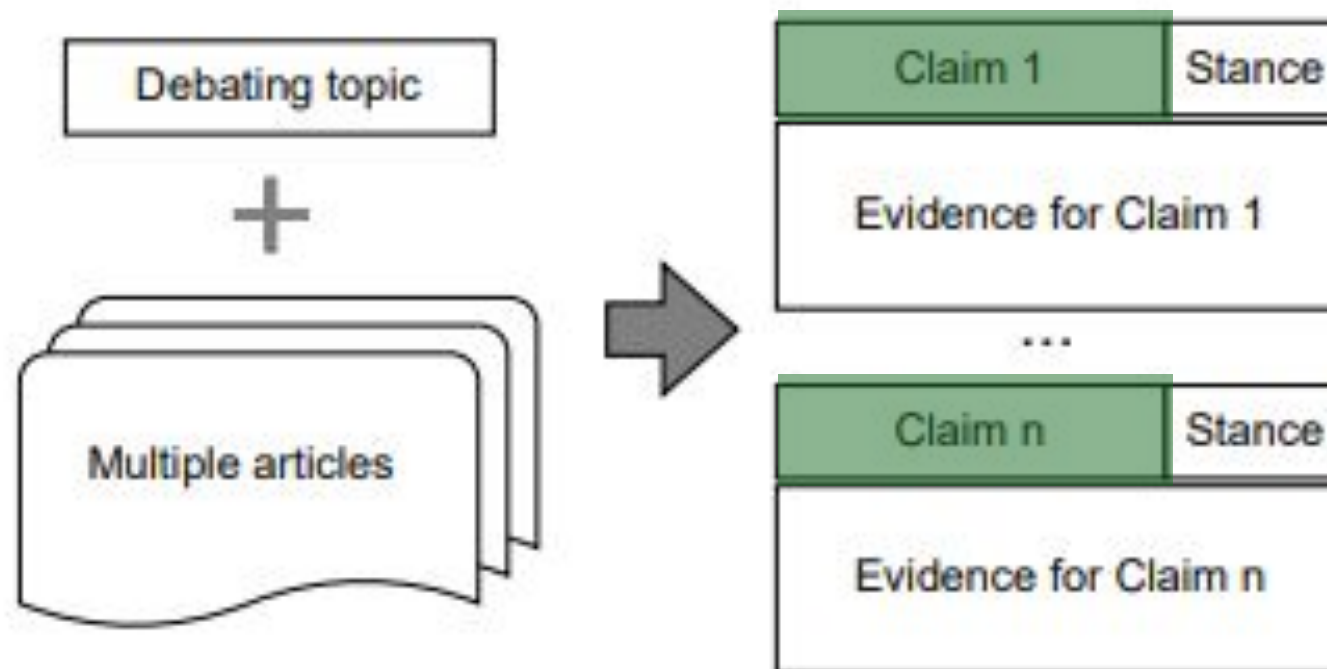 Debating topic
Multiple articles
Claim 1
Stance
Evidence for Claim 1
...
Claim n
Stance
Evidence for Claim n